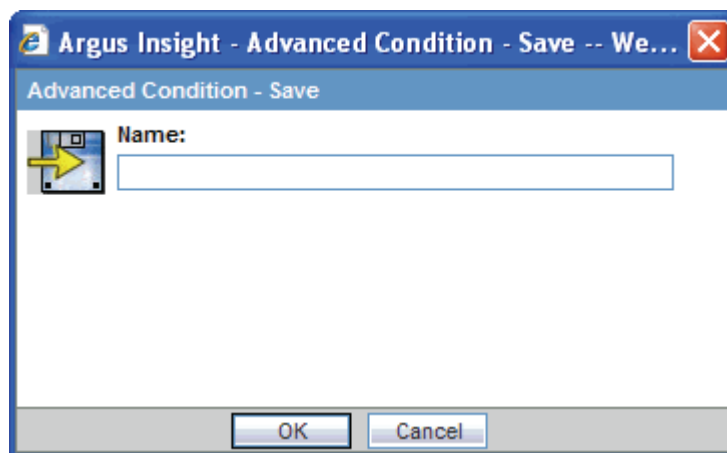 Argus Insight - Advanced Condition - Save -- We...
Advanced Condition - Save
Name:
OK Cancel